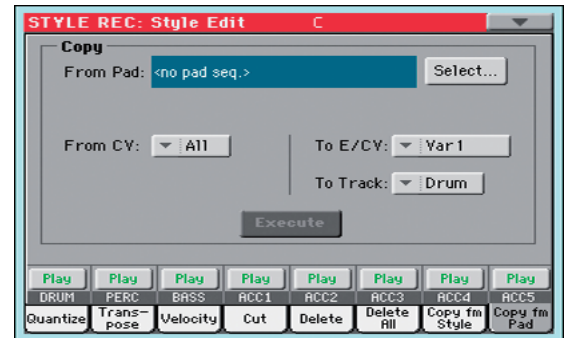 STYLE REC: Style Edit C
Copy
From Pad: <no pad seq.> Select...
From CV: All To E/CV: Var1
To Track: Drum
Execute
Play Play Play Play Play Play Play Play
DRUM PERC BASS ACC1 ACC2 ACC3 ACC4 ACC5
Quantize Trans-pose Velocity Cut Delete Delete All Copy fm Style Copy fm Pad